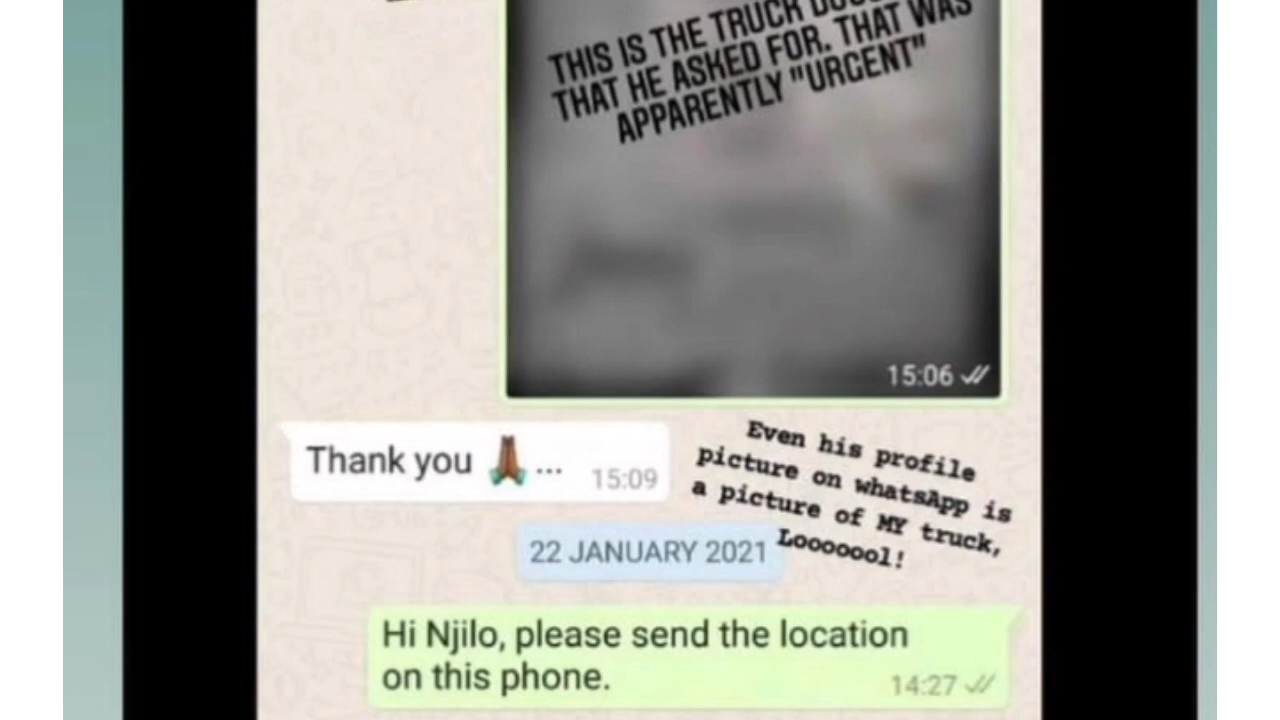 THIS IS THE TRUCK
THAT HE ASKED FOR. THAT WAS
APPARENTLY "URGENT"
15:06
Thank you 🙏🏾 ...
15:09
Even his profile
picture on whatsApp is
a picture of MY truck,
Looooool!
22 JANUARY 2021
Hi Njilo, please send the location
on this phone.
14:27